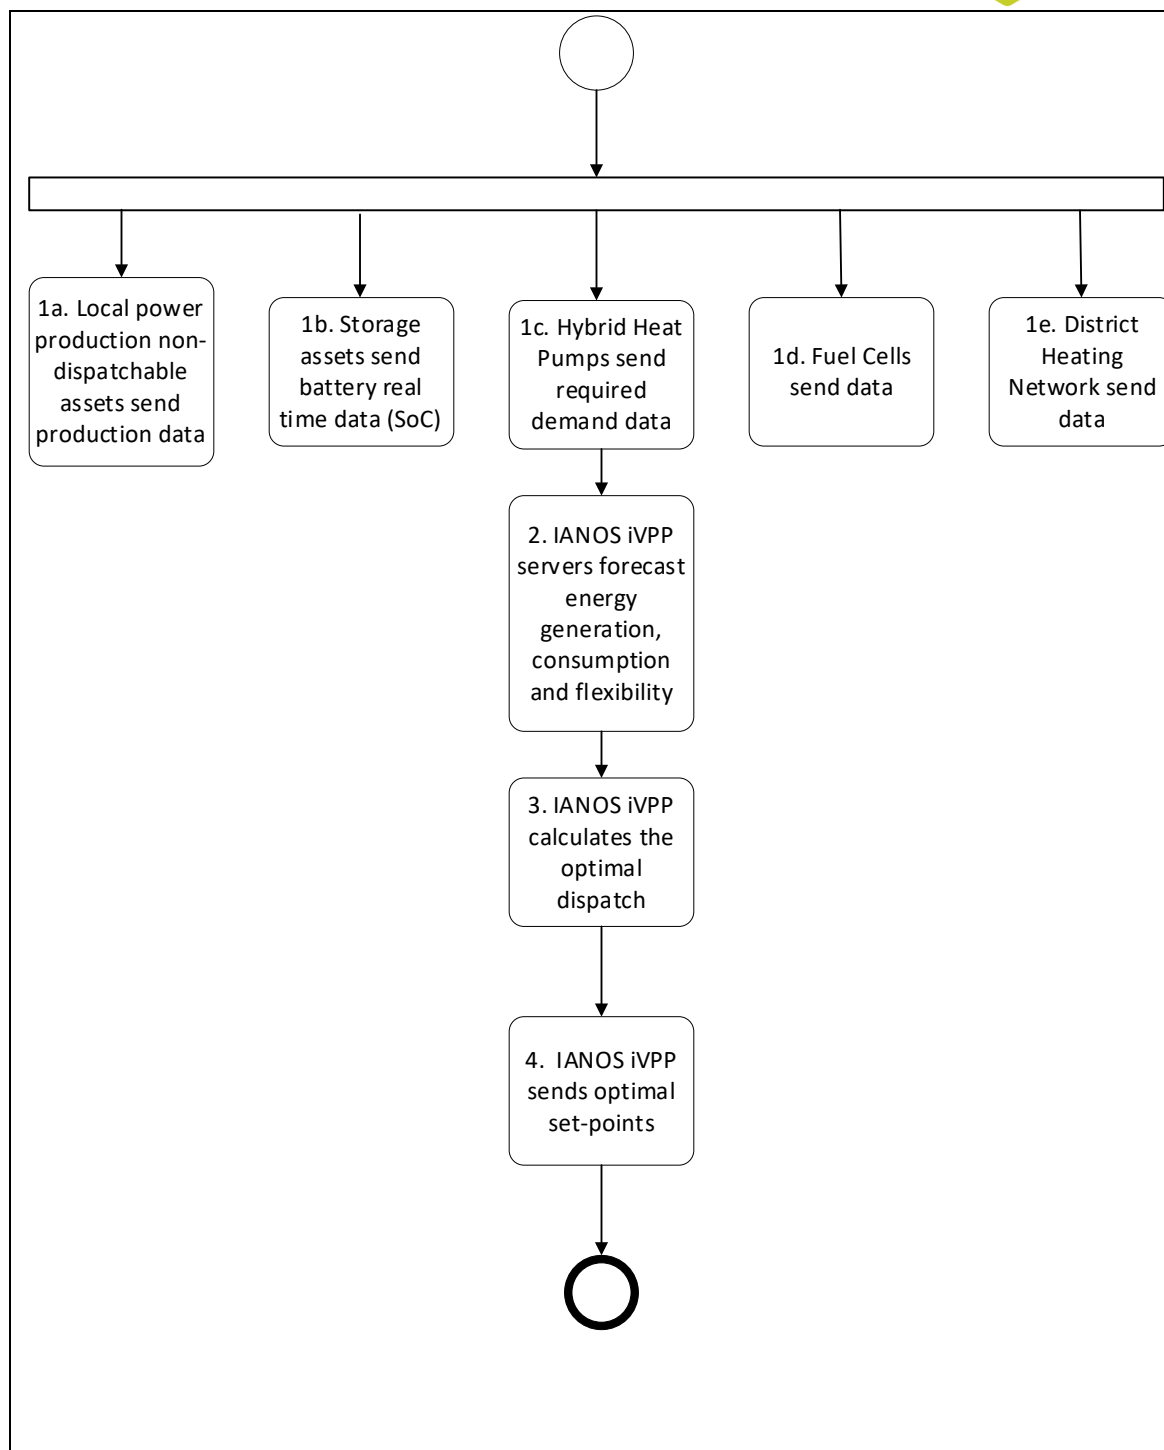 1a. Local power
production non-
dispatchable
assets send
production data
1b. Storage
assets send
battery real
time data (SoC)
1c. Hybrid Heat
Pumps send
required
demand data
1d. Fuel Cells
send data
1e. District
Heating
Network send
data
2. IANOS iVPP
servers forecast
energy
generation,
consumption
and flexibility
3. IANOS iVPP
calculates the
optimal
dispatch
4. IANOS iVPP
sends optimal
set-points